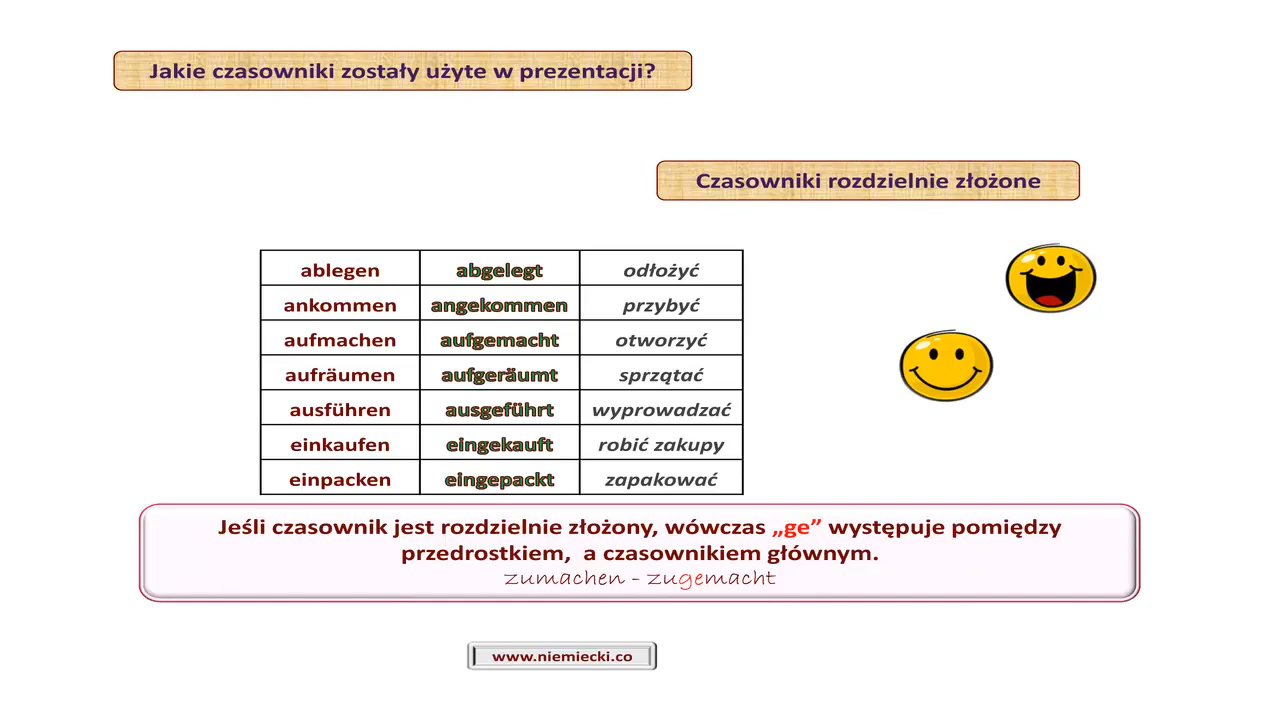 Jakie czasowniki zostały użyte w prezentacji?
Czasowniki rozdzielnie złożone
ablegen abgelegt odłożyć
ankommen angekommen przybyć
aufmachen aufgemacht otworzyć
aufräumen aufgeräumt sprzątać
ausführen ausgeführt wyprowadzać
einkaufen eingekauft robić zakupy
einpacken eingepackt zapakować
Jeśli czasownik jest rozdzielnie złożony, wówczas „ge” występuje pomiędzy
przedrostkiem, a czasownikiem głównym.
zumachen - zugemacht
www.niemiecki.co